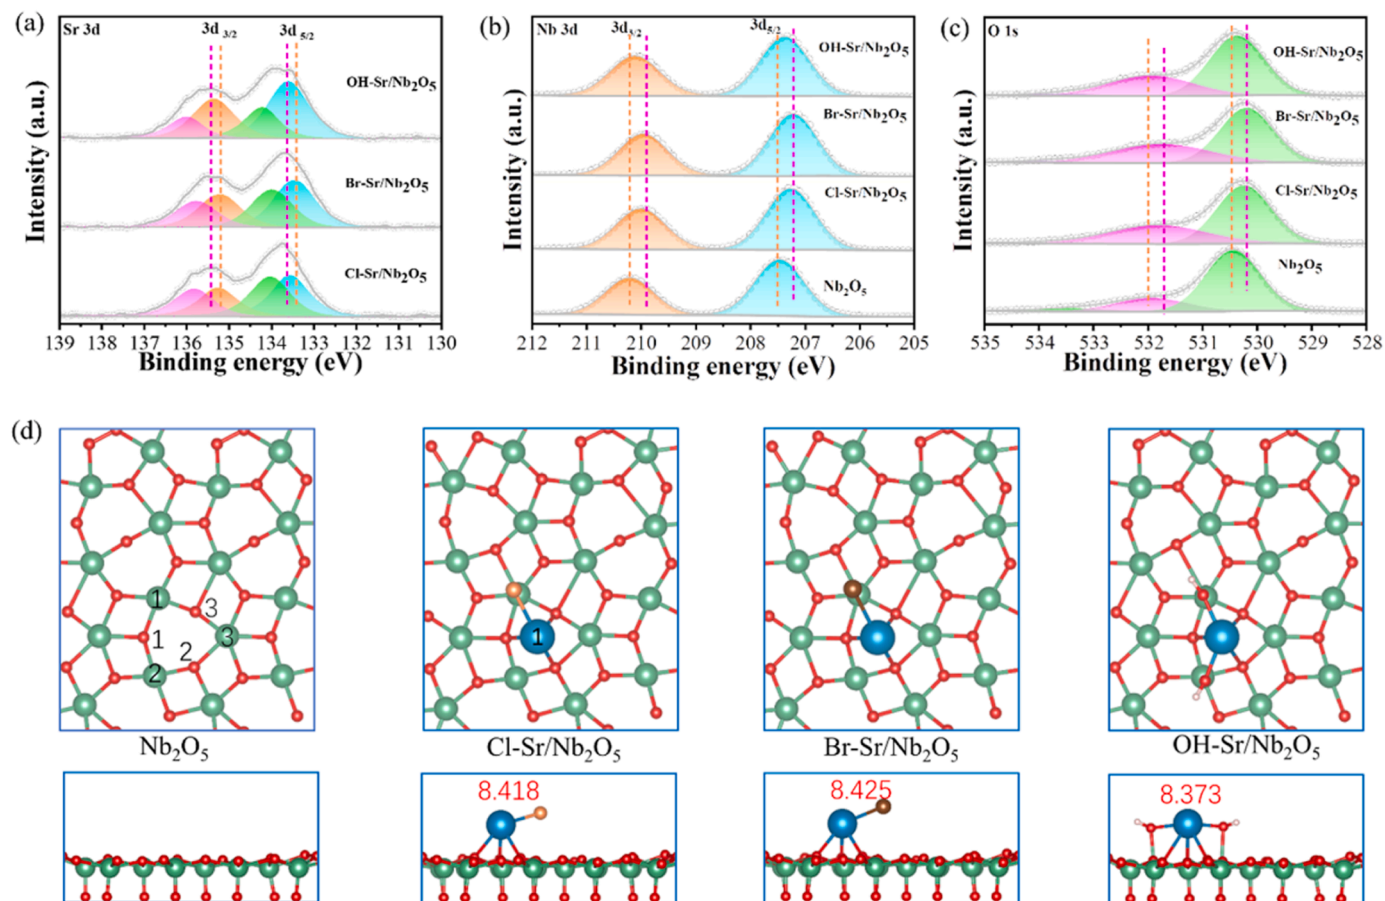 (a)
Sr 3d
3d 3/2
3d 5/2
OH-Sr/Nb2O5
Br-Sr/Nb2O5
Cl-Sr/Nb2O5
Intensity (a.u.)
139 138 137 136 135 134 133 132 131 130
Binding energy (eV)
(b)
Nb 3d
3d5/2
OH-Sr/Nb2O5
Br-Sr/Nb2O5
Cl-Sr/Nb2O5
Nb2O5
Intensity (a.u.)
212 211 210 209 208 207 206 205
Binding energy (eV)
(c)
O 1s
OH-Sr/Nb2O5
Br-Sr/Nb2O5
Cl-Sr/Nb2O5
Nb2O5
Intensity (a.u.)
535 534 533 532 531 530 529 528
Binding energy (eV)
(d)
1
3
1
3
2
2
1
Nb2O5
Cl-Sr/Nb2O5
Br-Sr/Nb2O5
OH-Sr/Nb2O5
8.418
8.425
8.373